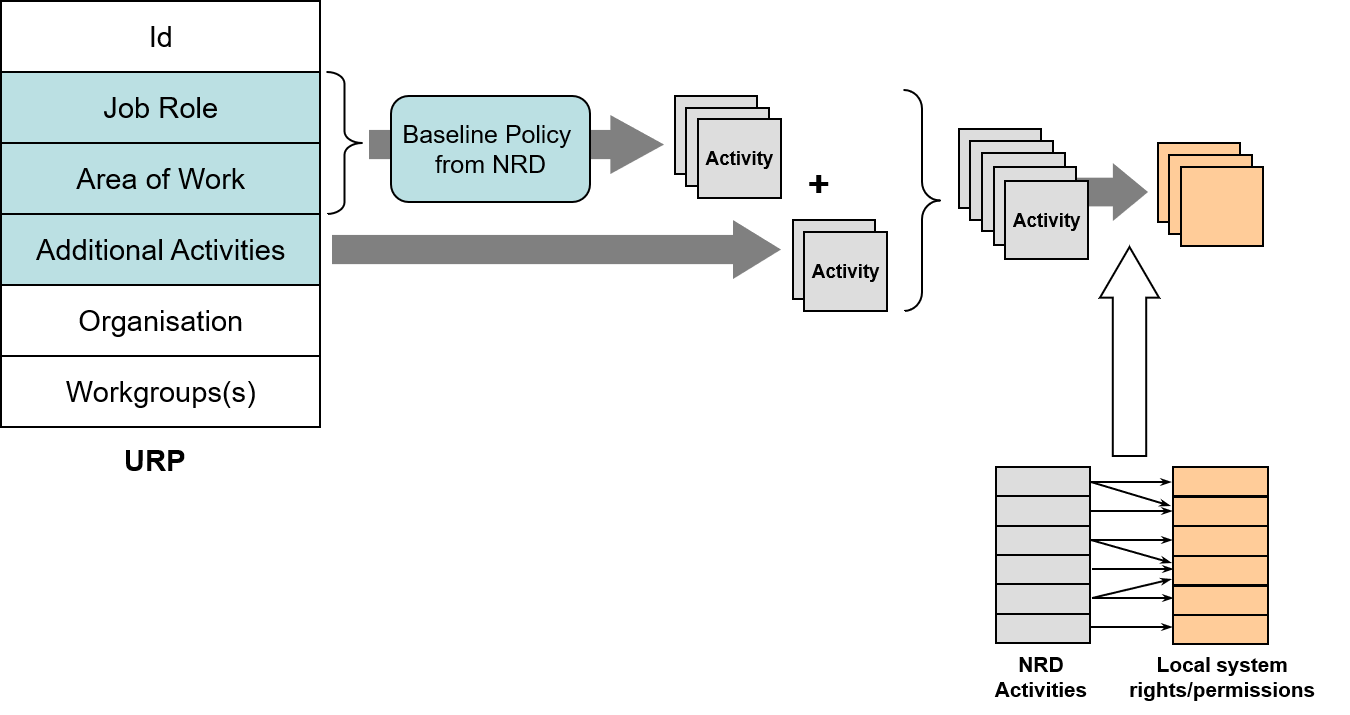 Id
Job Role
Area of Work
Additional Activities
Organisation
Workgroups(s)
URP
Baseline Policy
from NRD
Activity
+
Activity
Activity
NRD
Activities
Local system
rights/permissions